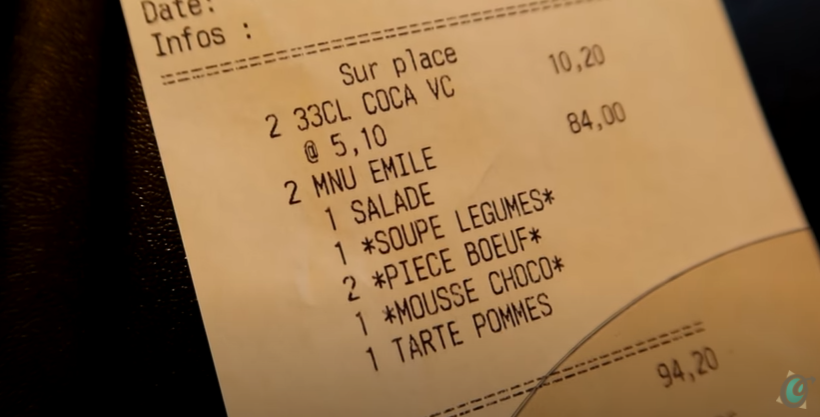 Date:
Infos :
Sur place
2 33CL COCA VC 10,20
@ 5,10
2 MNU EMILE 84,00
1 SALADE
1 *SOUPE LEGUMES*
2 *PIECE BOEUF*
1 *MOUSSE CHOCO*
1 TARTE POMMES
94,20